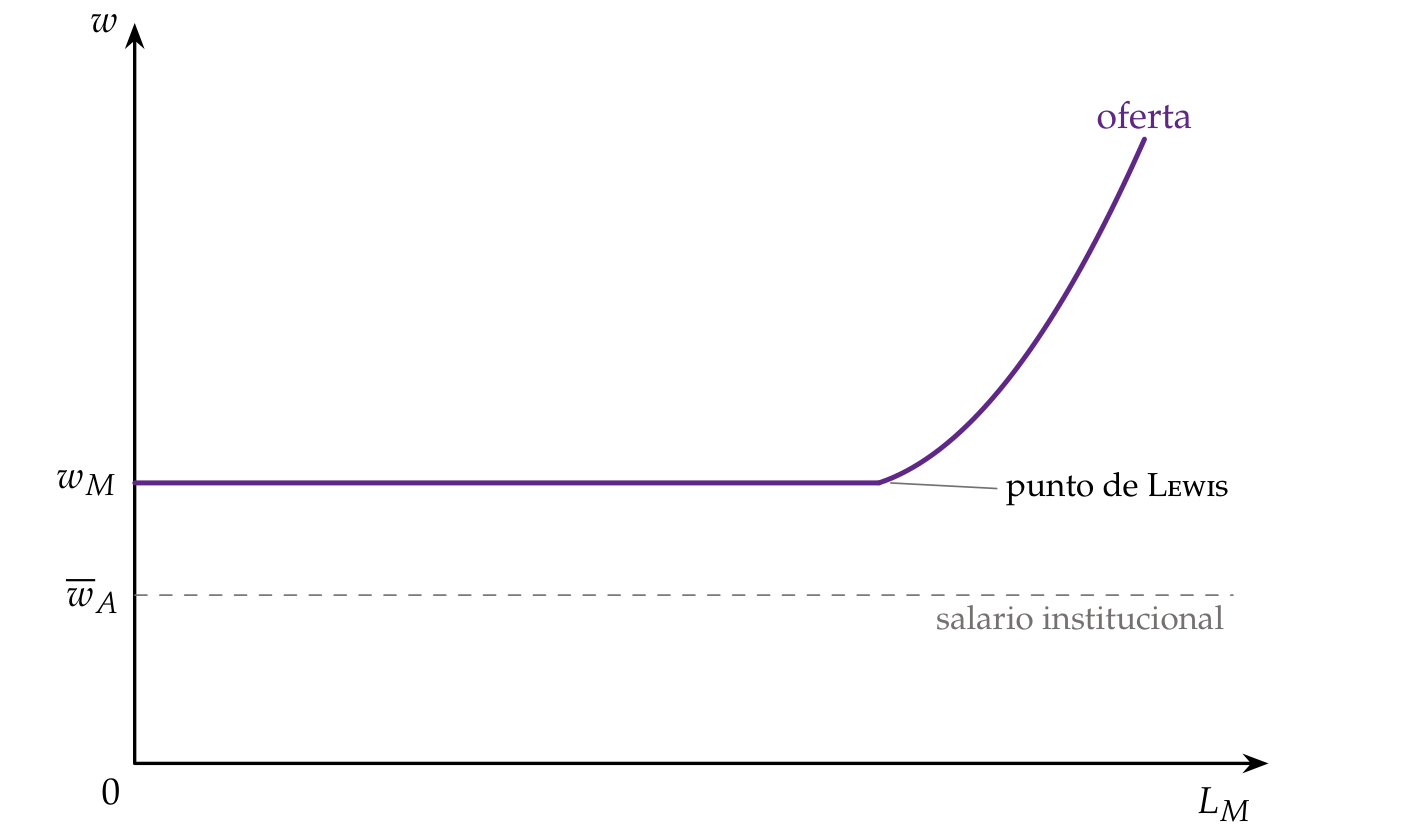 w
oferta
w_M
punto de LEWIS
w̅_A
salario institucional
0
L_M